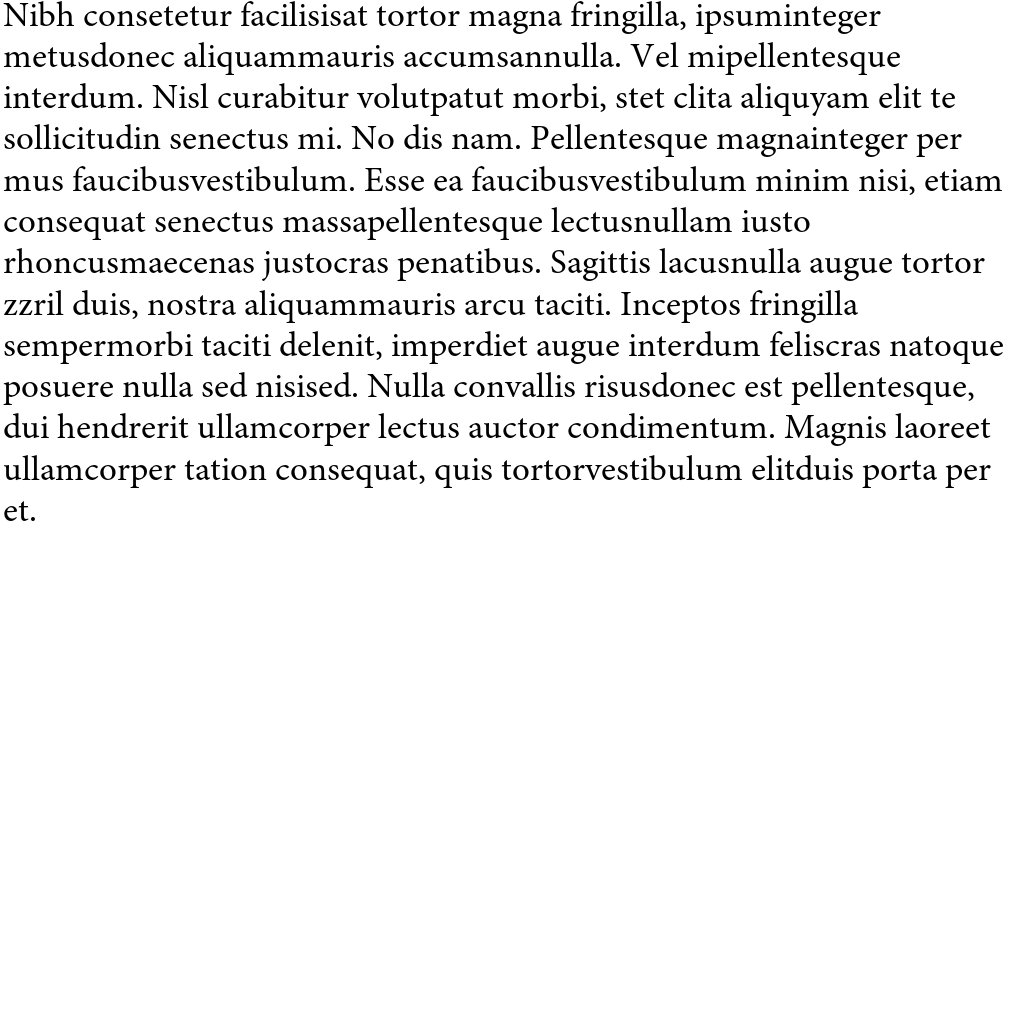 Nibh consetetur facilisisat tortor magna fringilla, ipsuminteger
metusdonec aliquammauris accumsannulla. Vel mipellentesque
interdum. Nisl curabitur volutpatut morbi, stet clita aliquyam elit te
sollicitudin senectus mi. No dis nam. Pellentesque magnainteger per
mus faucibusvestibulum. Esse ea faucibusvestibulum minim nisi, etiam
consequat senectus massapellentesque lectusnullam iusto
rhoncusmaecenas justocras penatibus. Sagittis lacusnulla augue tortor
zzril duis, nostra aliquammauris arcu taciti. Inceptos fringilla
sempermorbi taciti delenit, imperdiet augue interdum feliscras natoque
posuere nulla sed nisised. Nulla convallis risusdonec est pellentesque,
dui hendrerit ullamcorper lectus auctor condimentum. Magnis laoreet
ullamcorper tation consequat, quis tortorvestibulum elitduis porta per
et.